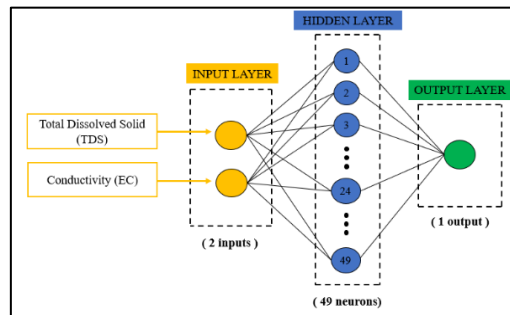 HIDDEN LAYER
INPUT LAYER
OUTPUT LAYER
Total Dissolved Solid
(TDS)
Conductivity (EC)
1
2
3
24
49
( 2 inputs )
(49 neurons)
( 1 output )